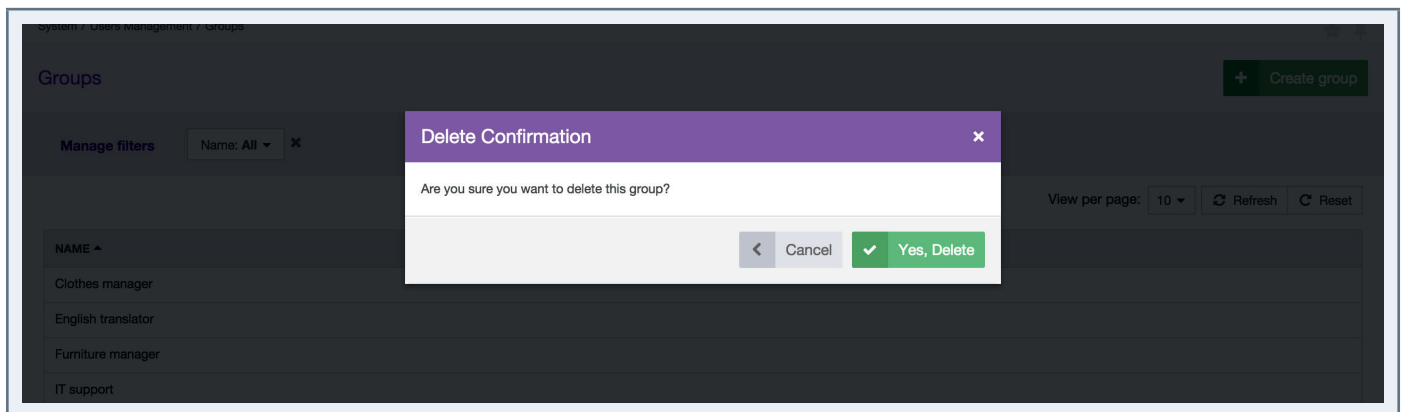 System / Users Management / Groups
Groups
Create group
Manage filters
Name: All
Delete Confirmation
Are you sure you want to delete this group?
Cancel
Yes, Delete
View per page: 10 Refresh Reset
NAME
Clothes manager
English translator
Furniture manager
IT support